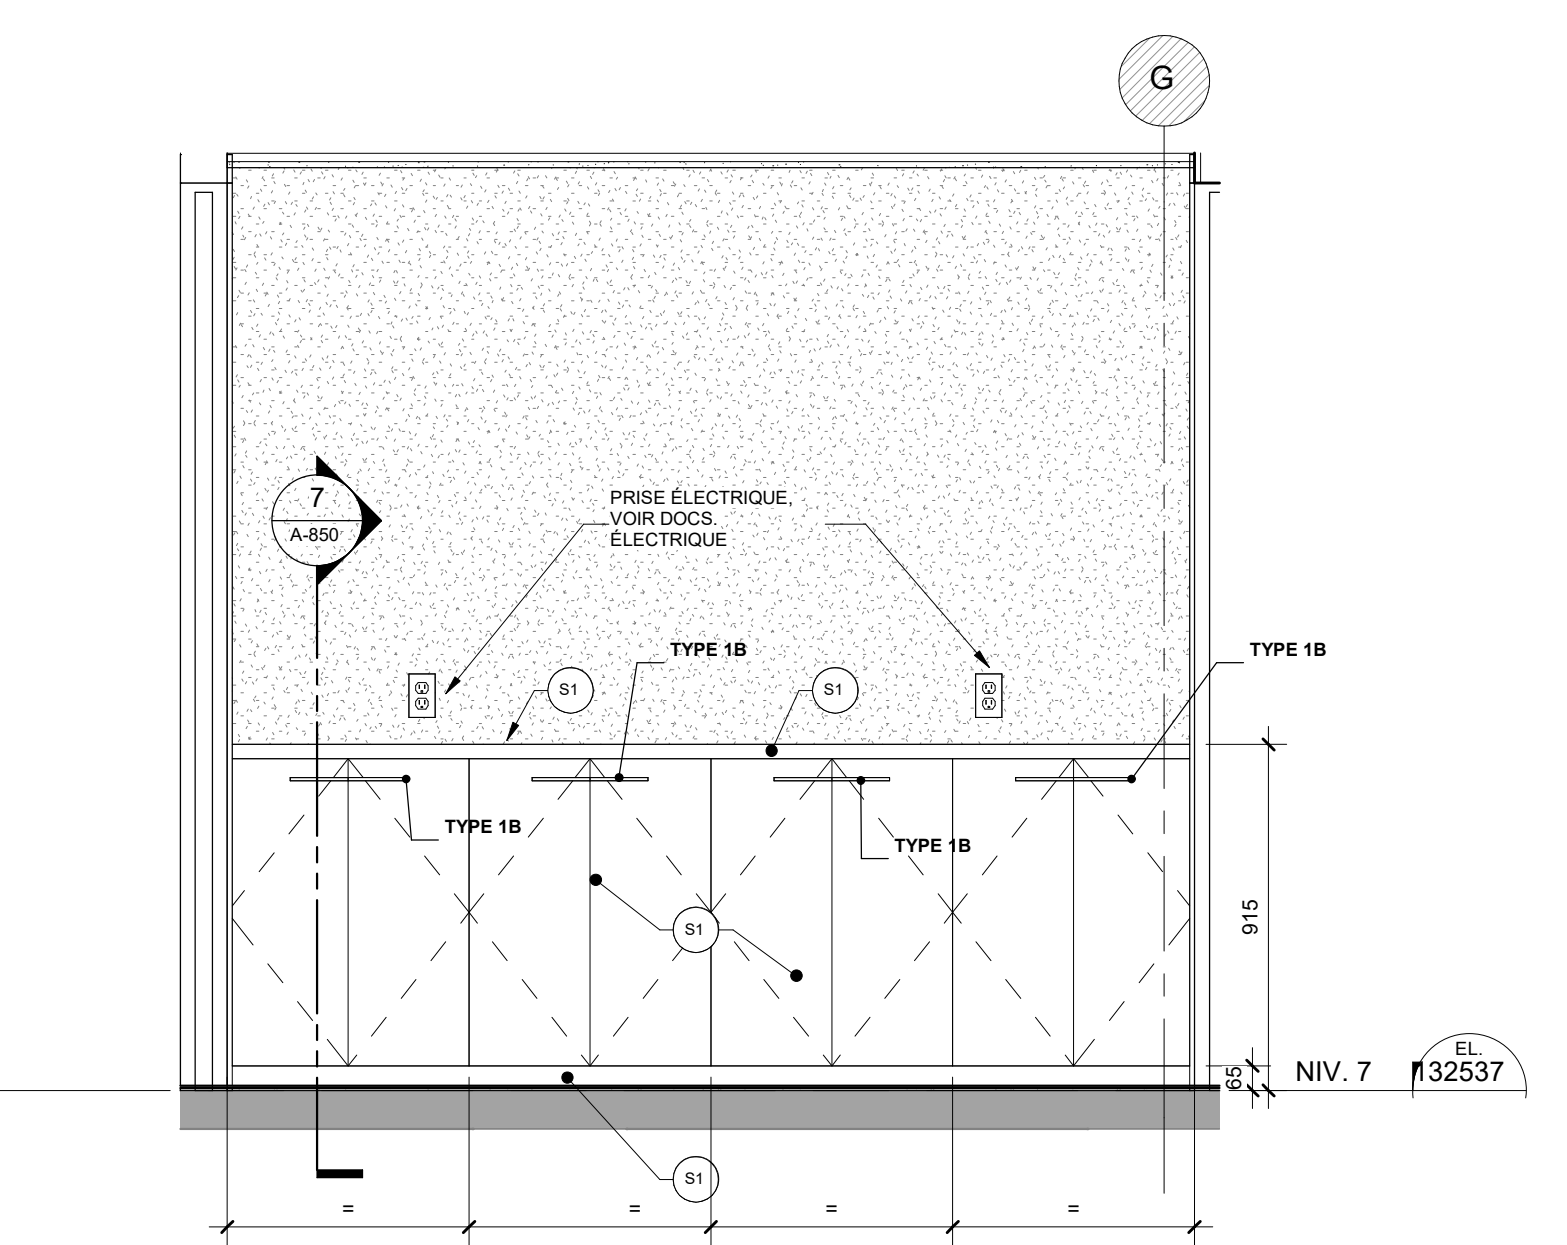 G
7
A-850
PRISE ÉLECTRIQUE,
VOIR DOCS.
ÉLECTRIQUE
TYPE 1B
TYPE 1B
S1
S1
TYPE 1B
TYPE 1B
S1
915
65
NIV. 7
EL.
132537
S1
= = = =